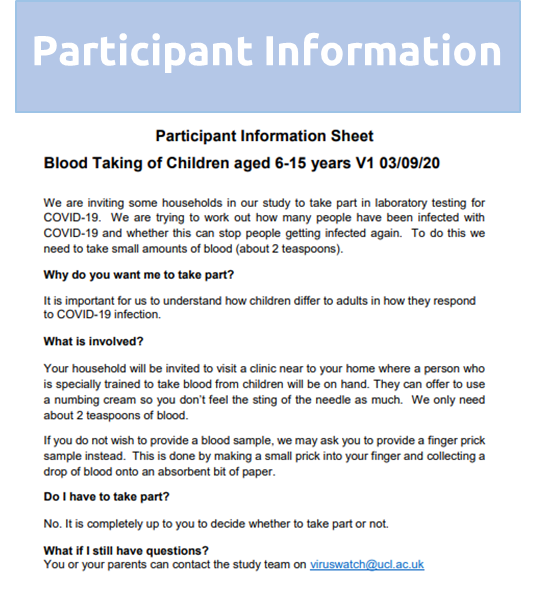 Participant Information
Participant Information Sheet
Blood Taking of Children aged 6-15 years V1 03/09/20
We are inviting some households in our study to take part in laboratory testing for
COVID-19. We are trying to work out how many people have been infected with
COVID-19 and whether this can stop people getting infected again. To do this we
need to take small amounts of blood (about 2 teaspoons).
Why do you want me to take part?
It is important for us to understand how children differ to adults in how they respond
to COVID-19 infection.
What is involved?
Your household will be invited to visit a clinic near to your home where a person who
is specially trained to take blood from children will be on hand. They can offer to use
a numbing cream so you don't feel the sting of the needle as much. We only need
about 2 teaspoons of blood.
If you do not wish to provide a blood sample, we may ask you to provide a finger prick
sample instead. This is done by making a small prick into your finger and collecting a
drop of blood onto an absorbent bit of paper.
Do I have to take part?
No. It is completely up to you to decide whether to take part or not.
What if I still have questions?
You or your parents can contact the study team on viruswatch@ucl.ac.uk